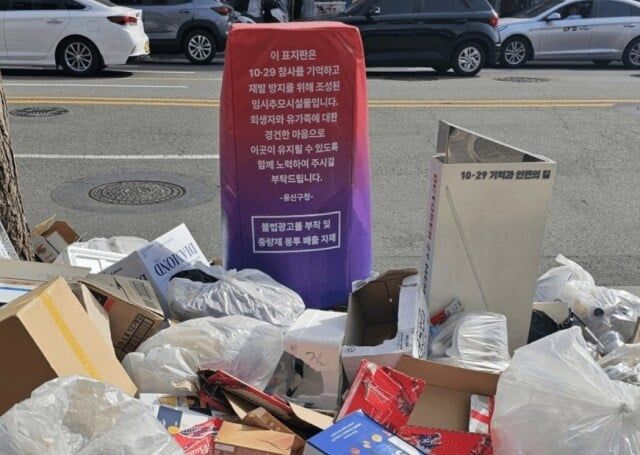 이 표지판은
10·29 참사를 기억하고
재발 방지를 위해 조성된
임시추모시설물입니다.
희생자와 유가족에 대한
경건한 마음으로
이곳이 유지될 수 있도록
함께 노력하여 주시길
부탁드립니다.
-용산구청-
불법광고물 부착 및
종량제 봉투 배출 자제
10·29 기억과 안전의 길
OCTOBER 29
DIAMOND